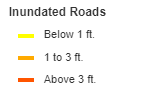 Inundated Roads
Below 1 ft.
1 to 3 ft.
Above 3 ft.